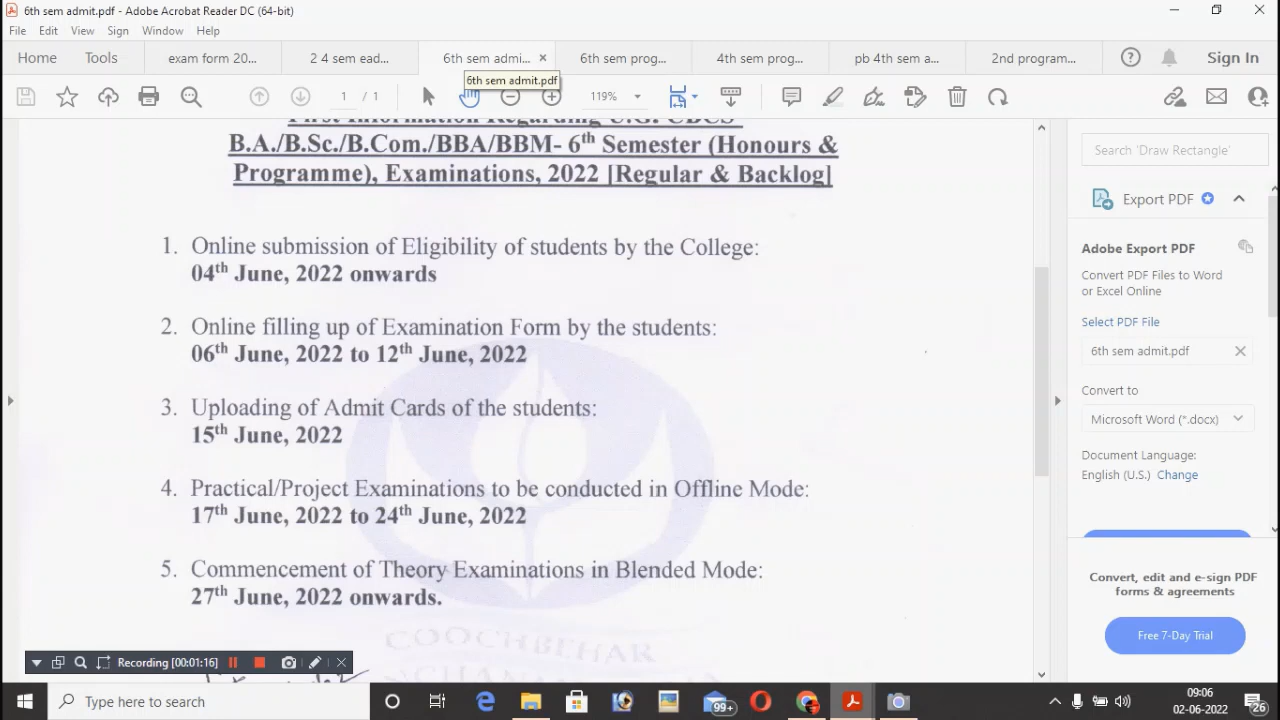 6th sem admit.pdf - Adobe Acrobat Reader DC (64-bit)
File Edit View Sign Window Help
Home Tools exam form 20... 2 4 sem ead... 6th sem admi... 6th sem prog... 4th sem prog... pb 4th sem a... 2nd program... Sign In
6th sem admit.pdf
1 / 1 119%
First Information Regarding U.G. CBCS
B.A./B.Sc./B.Com./BBA/BBM- 6th Semester (Honours &
Programme), Examinations, 2022 [Regular & Backlog]
1. Online submission of Eligibility of students by the College:
04th June, 2022 onwards
2. Online filling up of Examination Form by the students:
06th June, 2022 to 12th June, 2022
3. Uploading of Admit Cards of the students:
15th June, 2022
4. Practical/Project Examinations to be conducted in Offline Mode:
17th June, 2022 to 24th June, 2022
5. Commencement of Theory Examinations in Blended Mode:
27th June, 2022 onwards.
COOCHBEHAR
Search 'Draw Rectangle'
Export PDF
Adobe Export PDF
Convert PDF Files to Word
or Excel Online
Select PDF File
6th sem admit.pdf
Convert to
Microsoft Word (*.docx)
Document Language:
English (U.S.) Change
Convert, edit and e-sign PDF
forms & agreements
Free 7-Day Trial
Recording [00:01:16]
Type here to search
99+
09:06
02-06-2022
26